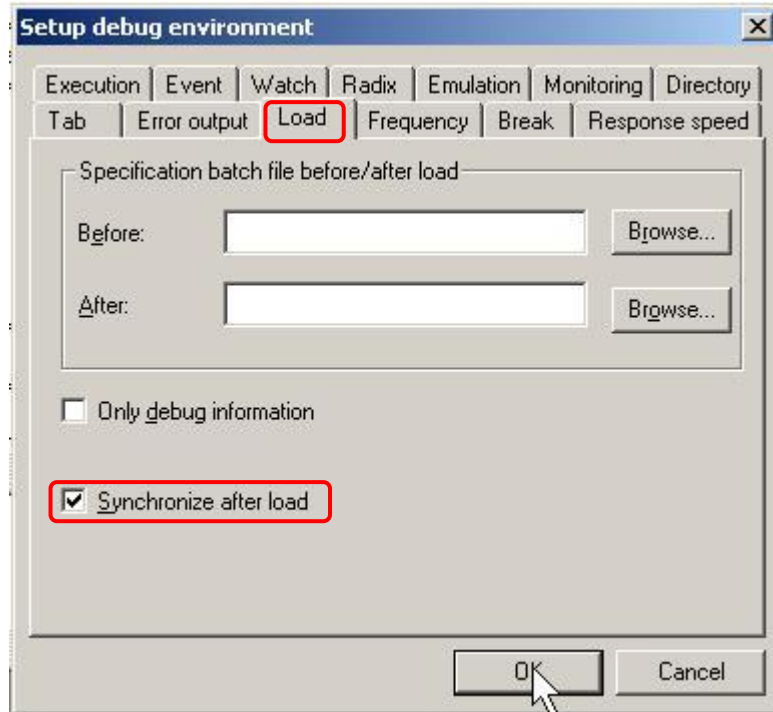 Setup debug environment
Execution Event Watch Radix Emulation Monitoring Directory
Tab Error output Load Frequency Break Response speed
Specification batch file before/after load
Before: Browse...
After: Browse...
Only debug information
Synchronize after load
OK Cancel